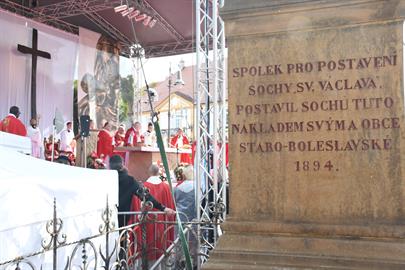 SPOLEK PRO POSTAVENÍ
SOCHY SV. VÁCLAVA.
POSTAVIL SOCHU TUTO
NÁKLADEM SVÝM A OBCE
STARO-BOLESLAVSKÉ
1894.